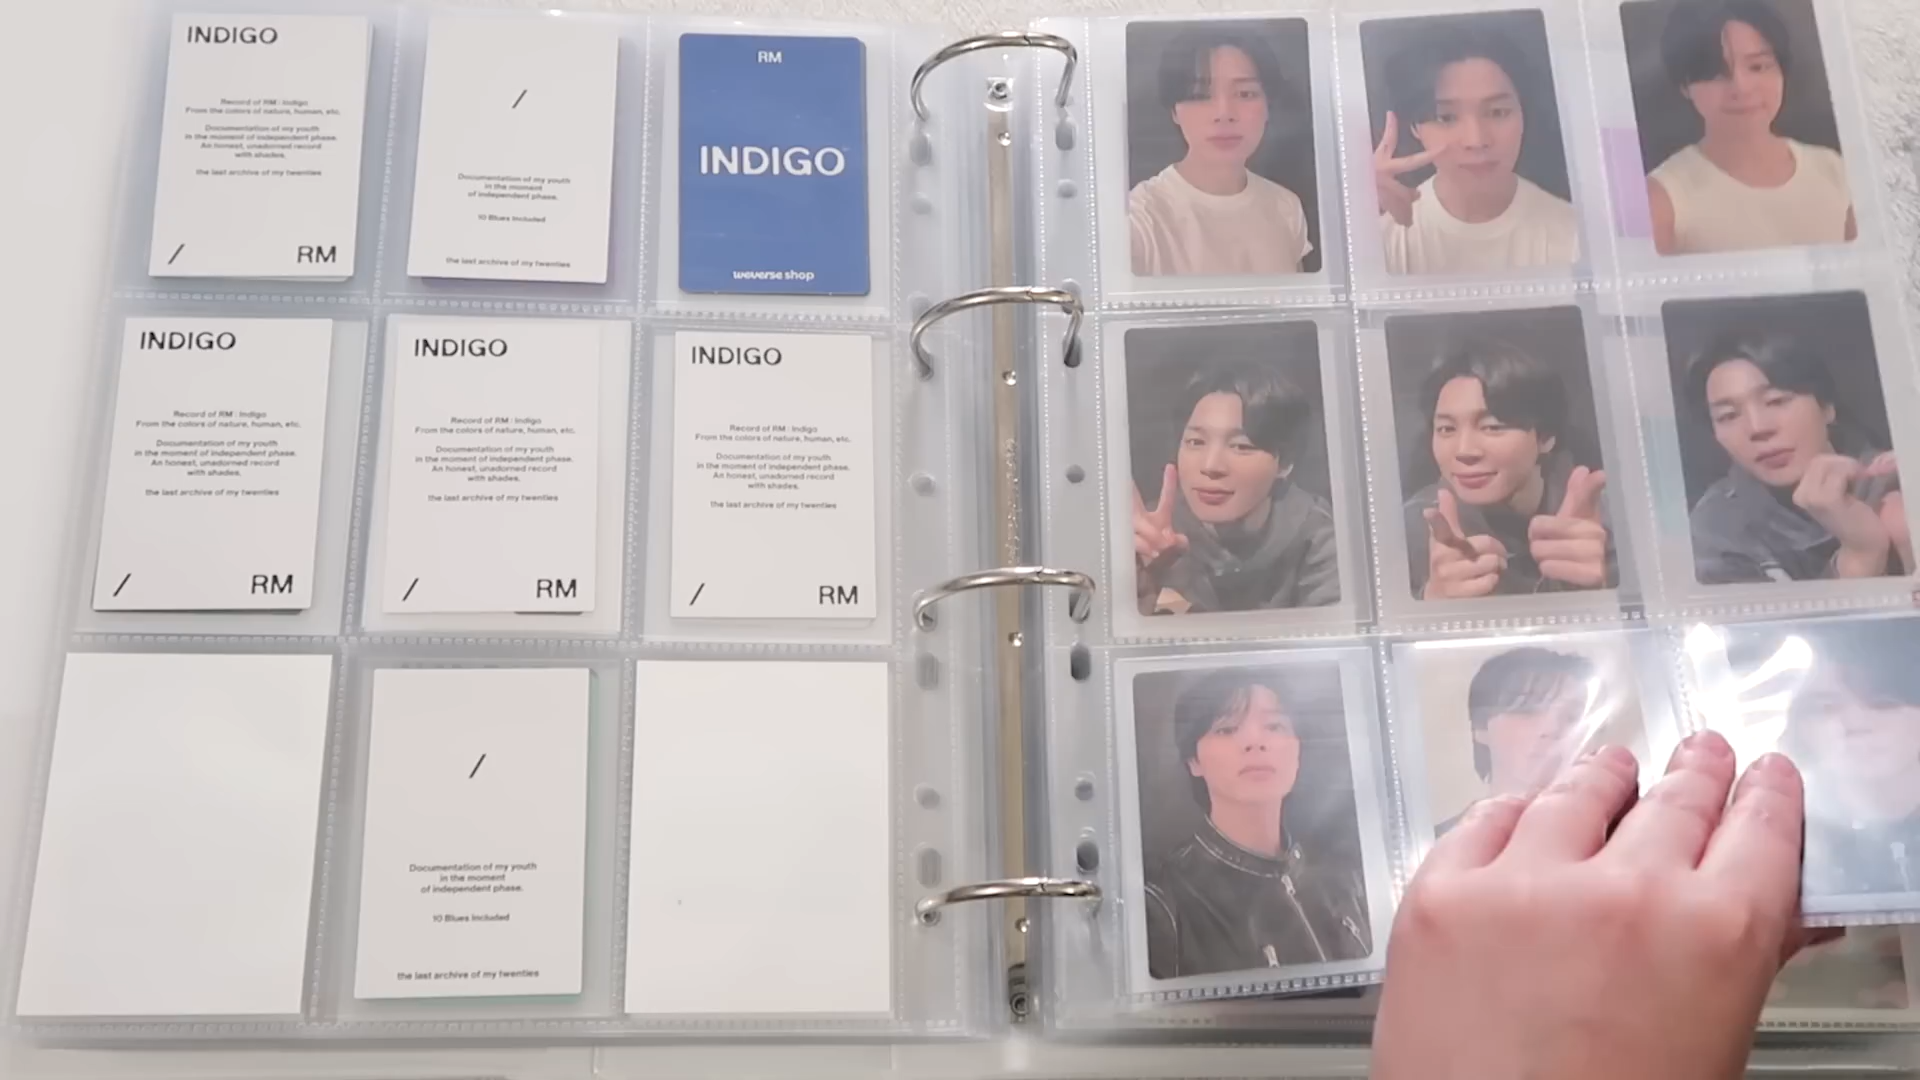 INDIGO
Record of RM : Indigo
From the colors of nature, human, etc.
Documentation of my youth
in the moment of independent phase.
An honest, unadorned record
with shades.
the last archive of my twenties
/ RM
/
Documentation of my youth
in the moment
of independent phase.
10 Blues Included
the last archive of my twenties
RM
INDIGO
weverse shop
INDIGO
Record of RM : Indigo
From the colors of nature, human, etc.
Documentation of my youth
in the moment of independent phase.
An honest, unadorned record
with shades.
the last archive of my twenties
/ RM
INDIGO
Record of RM : Indigo
From the colors of nature, human, etc.
Documentation of my youth
in the moment of independent phase.
An honest, unadorned record
with shades.
the last archive of my twenties
/ RM
INDIGO
Record of RM : Indigo
From the colors of nature, human, etc.
Documentation of my youth
in the moment of independent phase.
An honest, unadorned record
with shades.
the last archive of my twenties
/ RM
/
Documentation of my youth
in the moment
of independent phase.
10 Blues Included
the last archive of my twenties